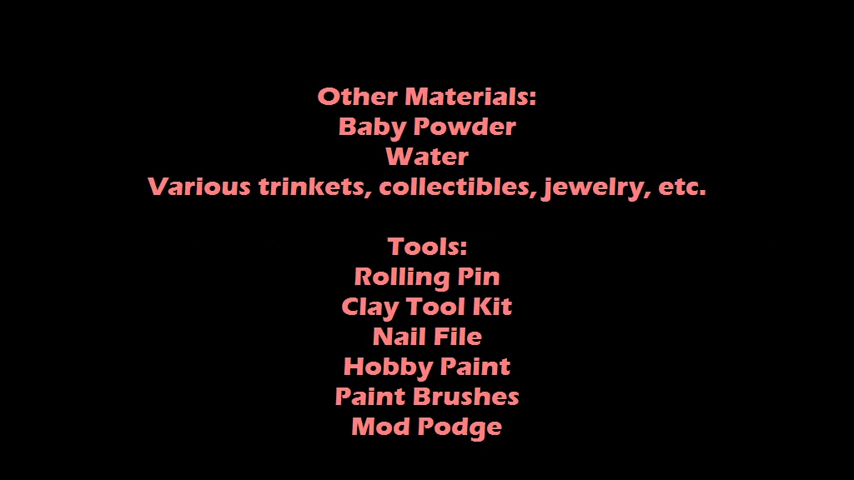 Other Materials:
Baby Powder
Water
Various trinkets, collectibles, jewelry, etc.
Tools:
Rolling Pin
Clay Tool Kit
Nail File
Hobby Paint
Paint Brushes
Mod Podge